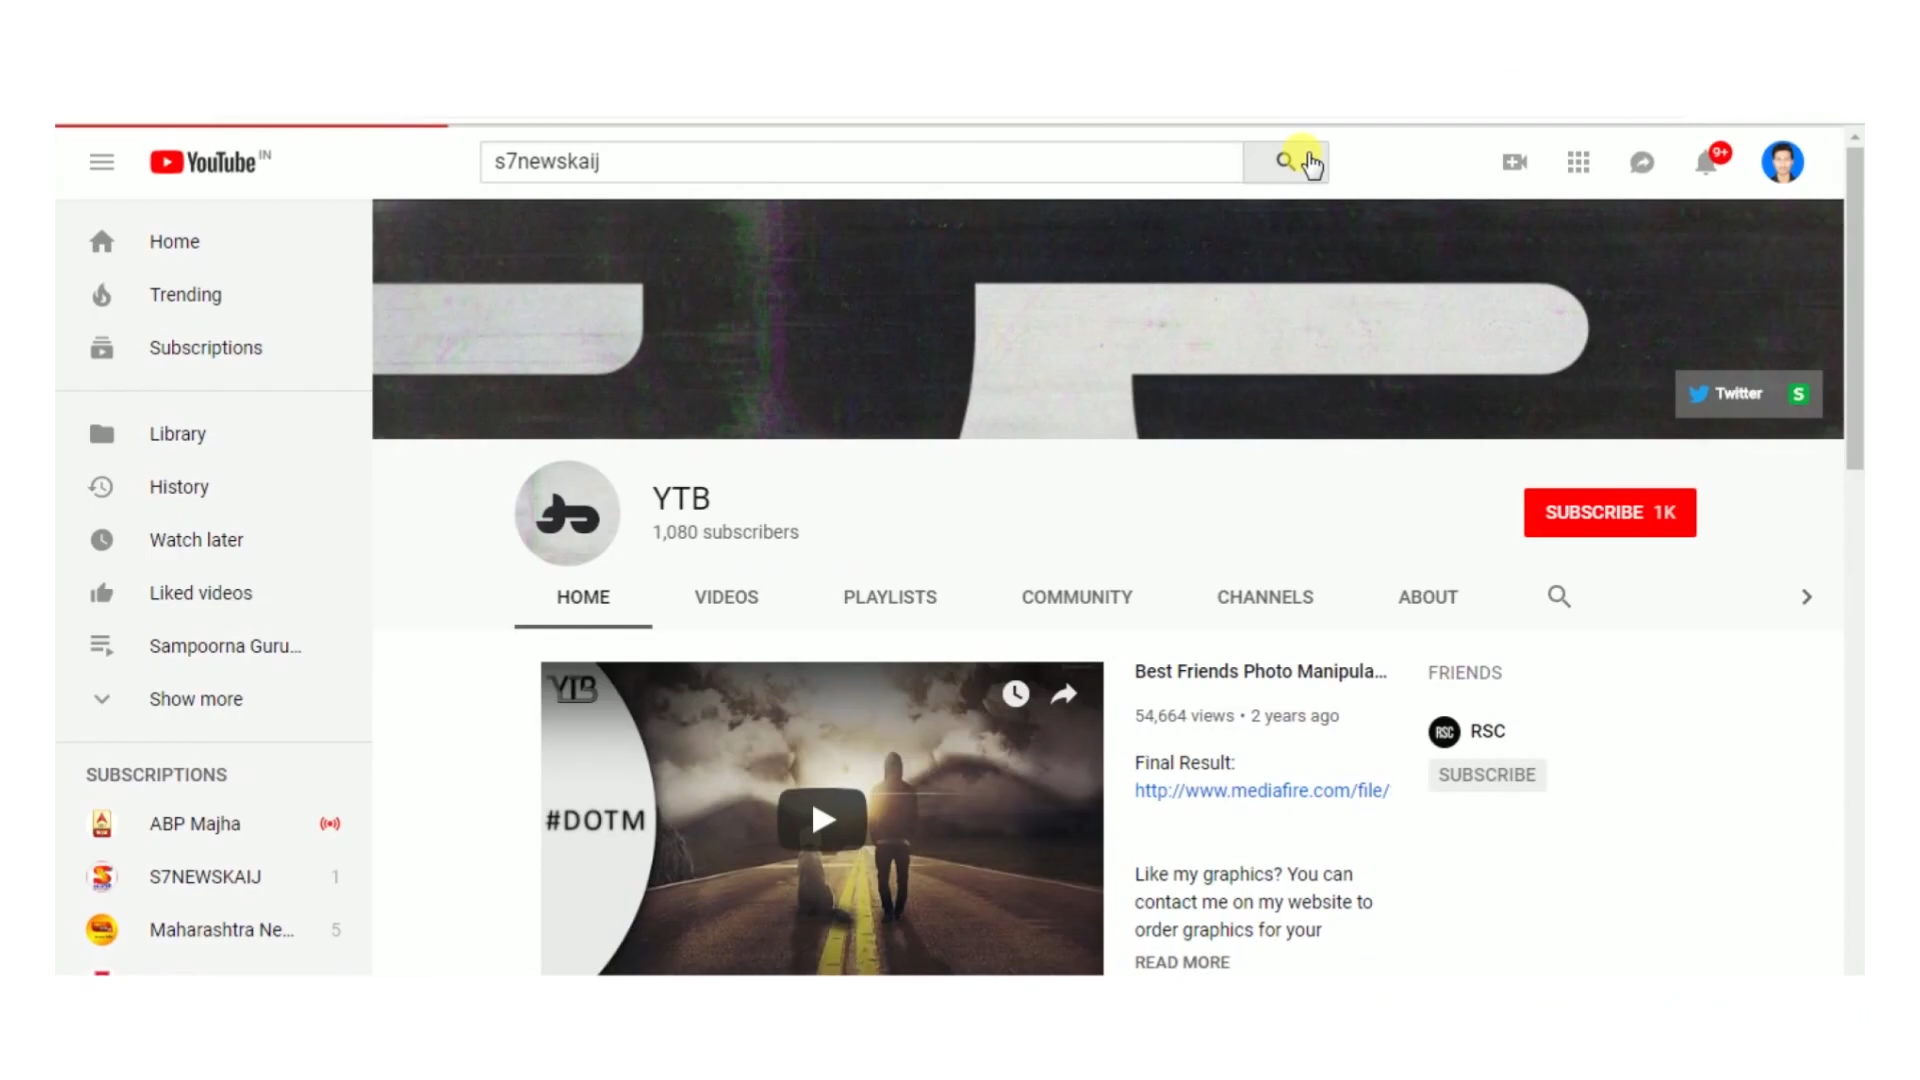 YouTube IN
s7newskaij
9+
Home
Trending
Subscriptions
Library
History
Watch later
Liked videos
Sampoorna Guru...
Show more
SUBSCRIPTIONS
ABP Majha
S7NEWSKAIJ 1
Maharashtra Ne... 5
Twitter S
YTB
1,080 subscribers
SUBSCRIBE 1K
HOME VIDEOS PLAYLISTS COMMUNITY CHANNELS ABOUT
YTB
#DOTM
Best Friends Photo Manipula...
54,664 views • 2 years ago
Final Result:
http://www.mediafire.com/file/
Like my graphics? You can
contact me on my website to
order graphics for your
READ MORE
FRIENDS
RSC RSC
SUBSCRIBE